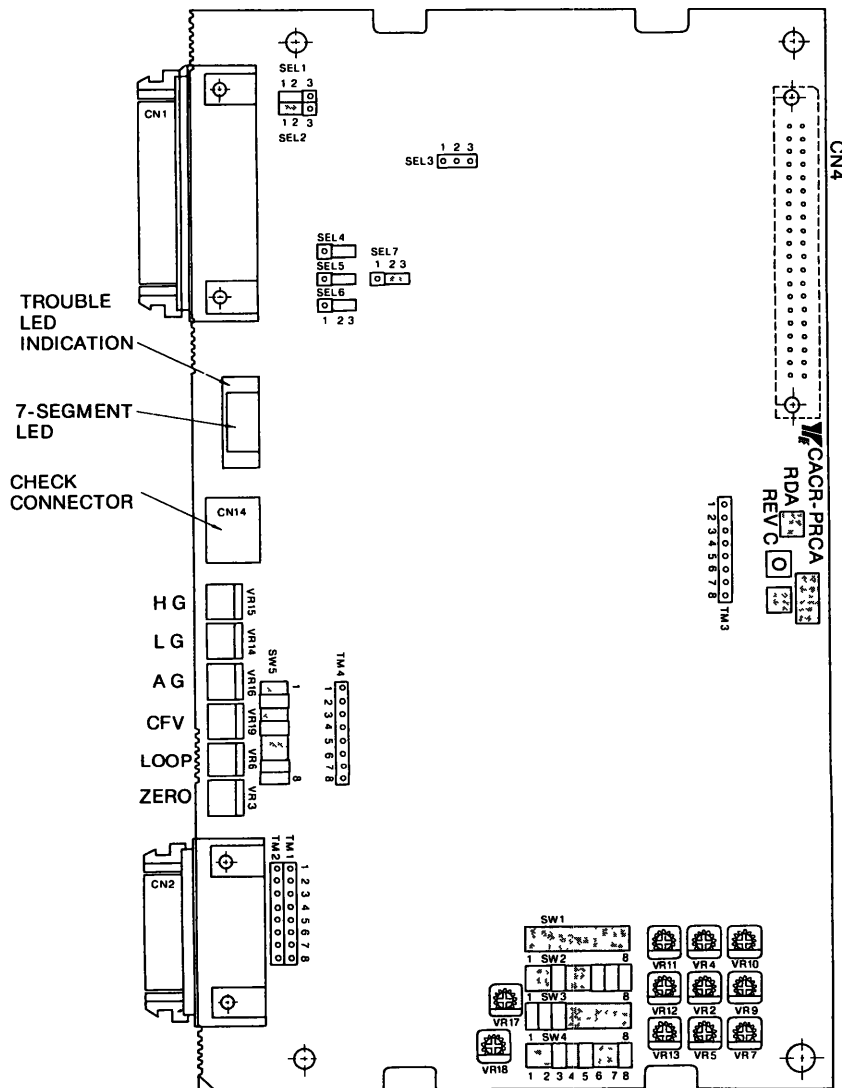 SEL1
1 2 3
1 2 3
SEL2
CN1
1 2 3
SEL3
CN4
SEL4
SEL5
SEL6
1 2 3
SEL7
1 2 3
TROUBLE
LED
INDICATION
7-SEGMENT
LED
CHECK
CONNECTOR
CN14
CACR-PRCA
RDA
REV C
1 2 3 4 5 6 7 8
TM3
H G
VR15
L G
VR14
A G
VR16
CFV
VR19
LOOP
VR6
ZERO
VR3
SW5
1
8
TM4
1 2 3 4 5 6 7 8
CN2
TM2
TM1
1 2 3 4 5 6 7 8
SW1
1 SW2 8
1 SW3 8
1 SW4 8
1 2 3 4 5 6 7 8
VR11
VR4
VR10
VR12
VR2
VR9
VR13
VR5
VR7
VR17
VR18